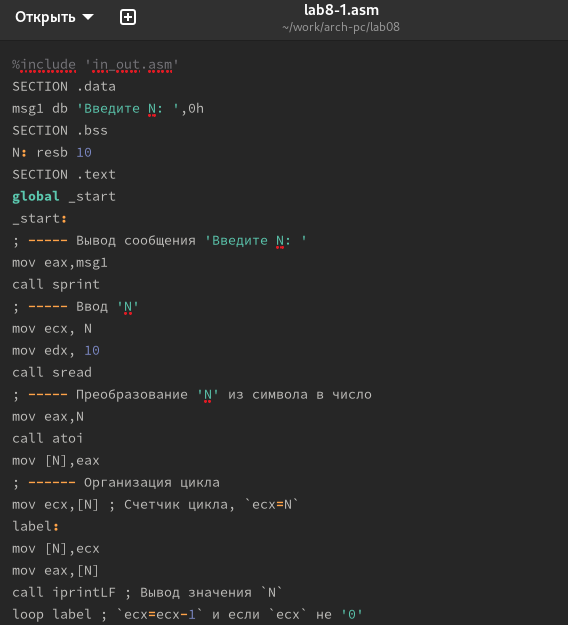 Открыть
lab8-1.asm
~/work/arch-pc/lab08
%include 'in_out.asm'
SECTION .data
msg1 db 'Введите N: ',0h
SECTION .bss
N: resb 10
SECTION .text
global _start
_start:
; ----- Вывод сообщения 'Введите N: '
mov eax,msg1
call sprint
; ----- Ввод 'N'
mov ecx, N
mov edx, 10
call sread
; ----- Преобразование 'N' из символа в число
mov eax,N
call atoi
mov [N],eax
; ------ Организация цикла
mov ecx,[N] ; Счетчик цикла, `ecx=N`
label:
mov [N],ecx
mov eax,[N]
call iprintLF ; Вывод значения `N`
loop label ; `ecx=ecx-1` и если `ecx` не '0'